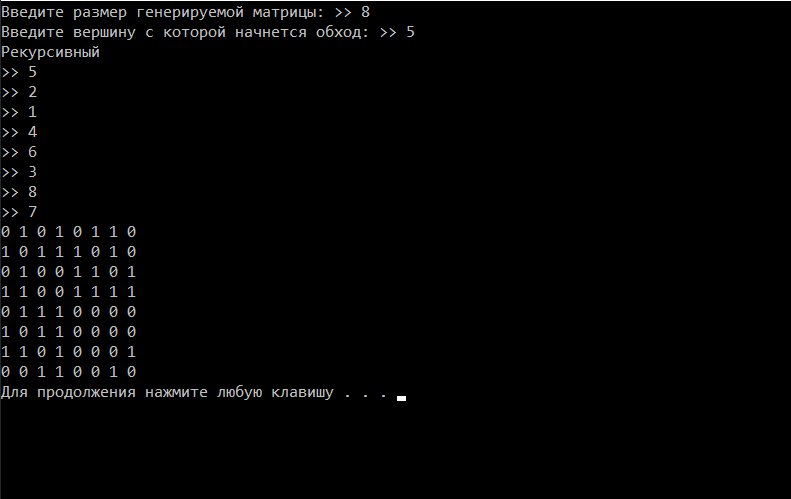 Введите размер генерируемой матрицы: >> 8
Введите вершину с которой начнется обход: >> 5
Рекурсивный
>> 5
>> 2
>> 1
>> 4
>> 6
>> 3
>> 8
>> 7
0 1 0 1 0 1 1 0
1 0 1 1 1 0 1 0
0 1 0 0 1 1 0 1
1 1 0 0 1 1 1 1
0 1 1 1 0 0 0 0
1 0 1 1 0 0 0 0
1 1 0 1 0 0 0 1
0 0 1 1 0 0 1 0
Для продолжения нажмите любую клавишу . . .